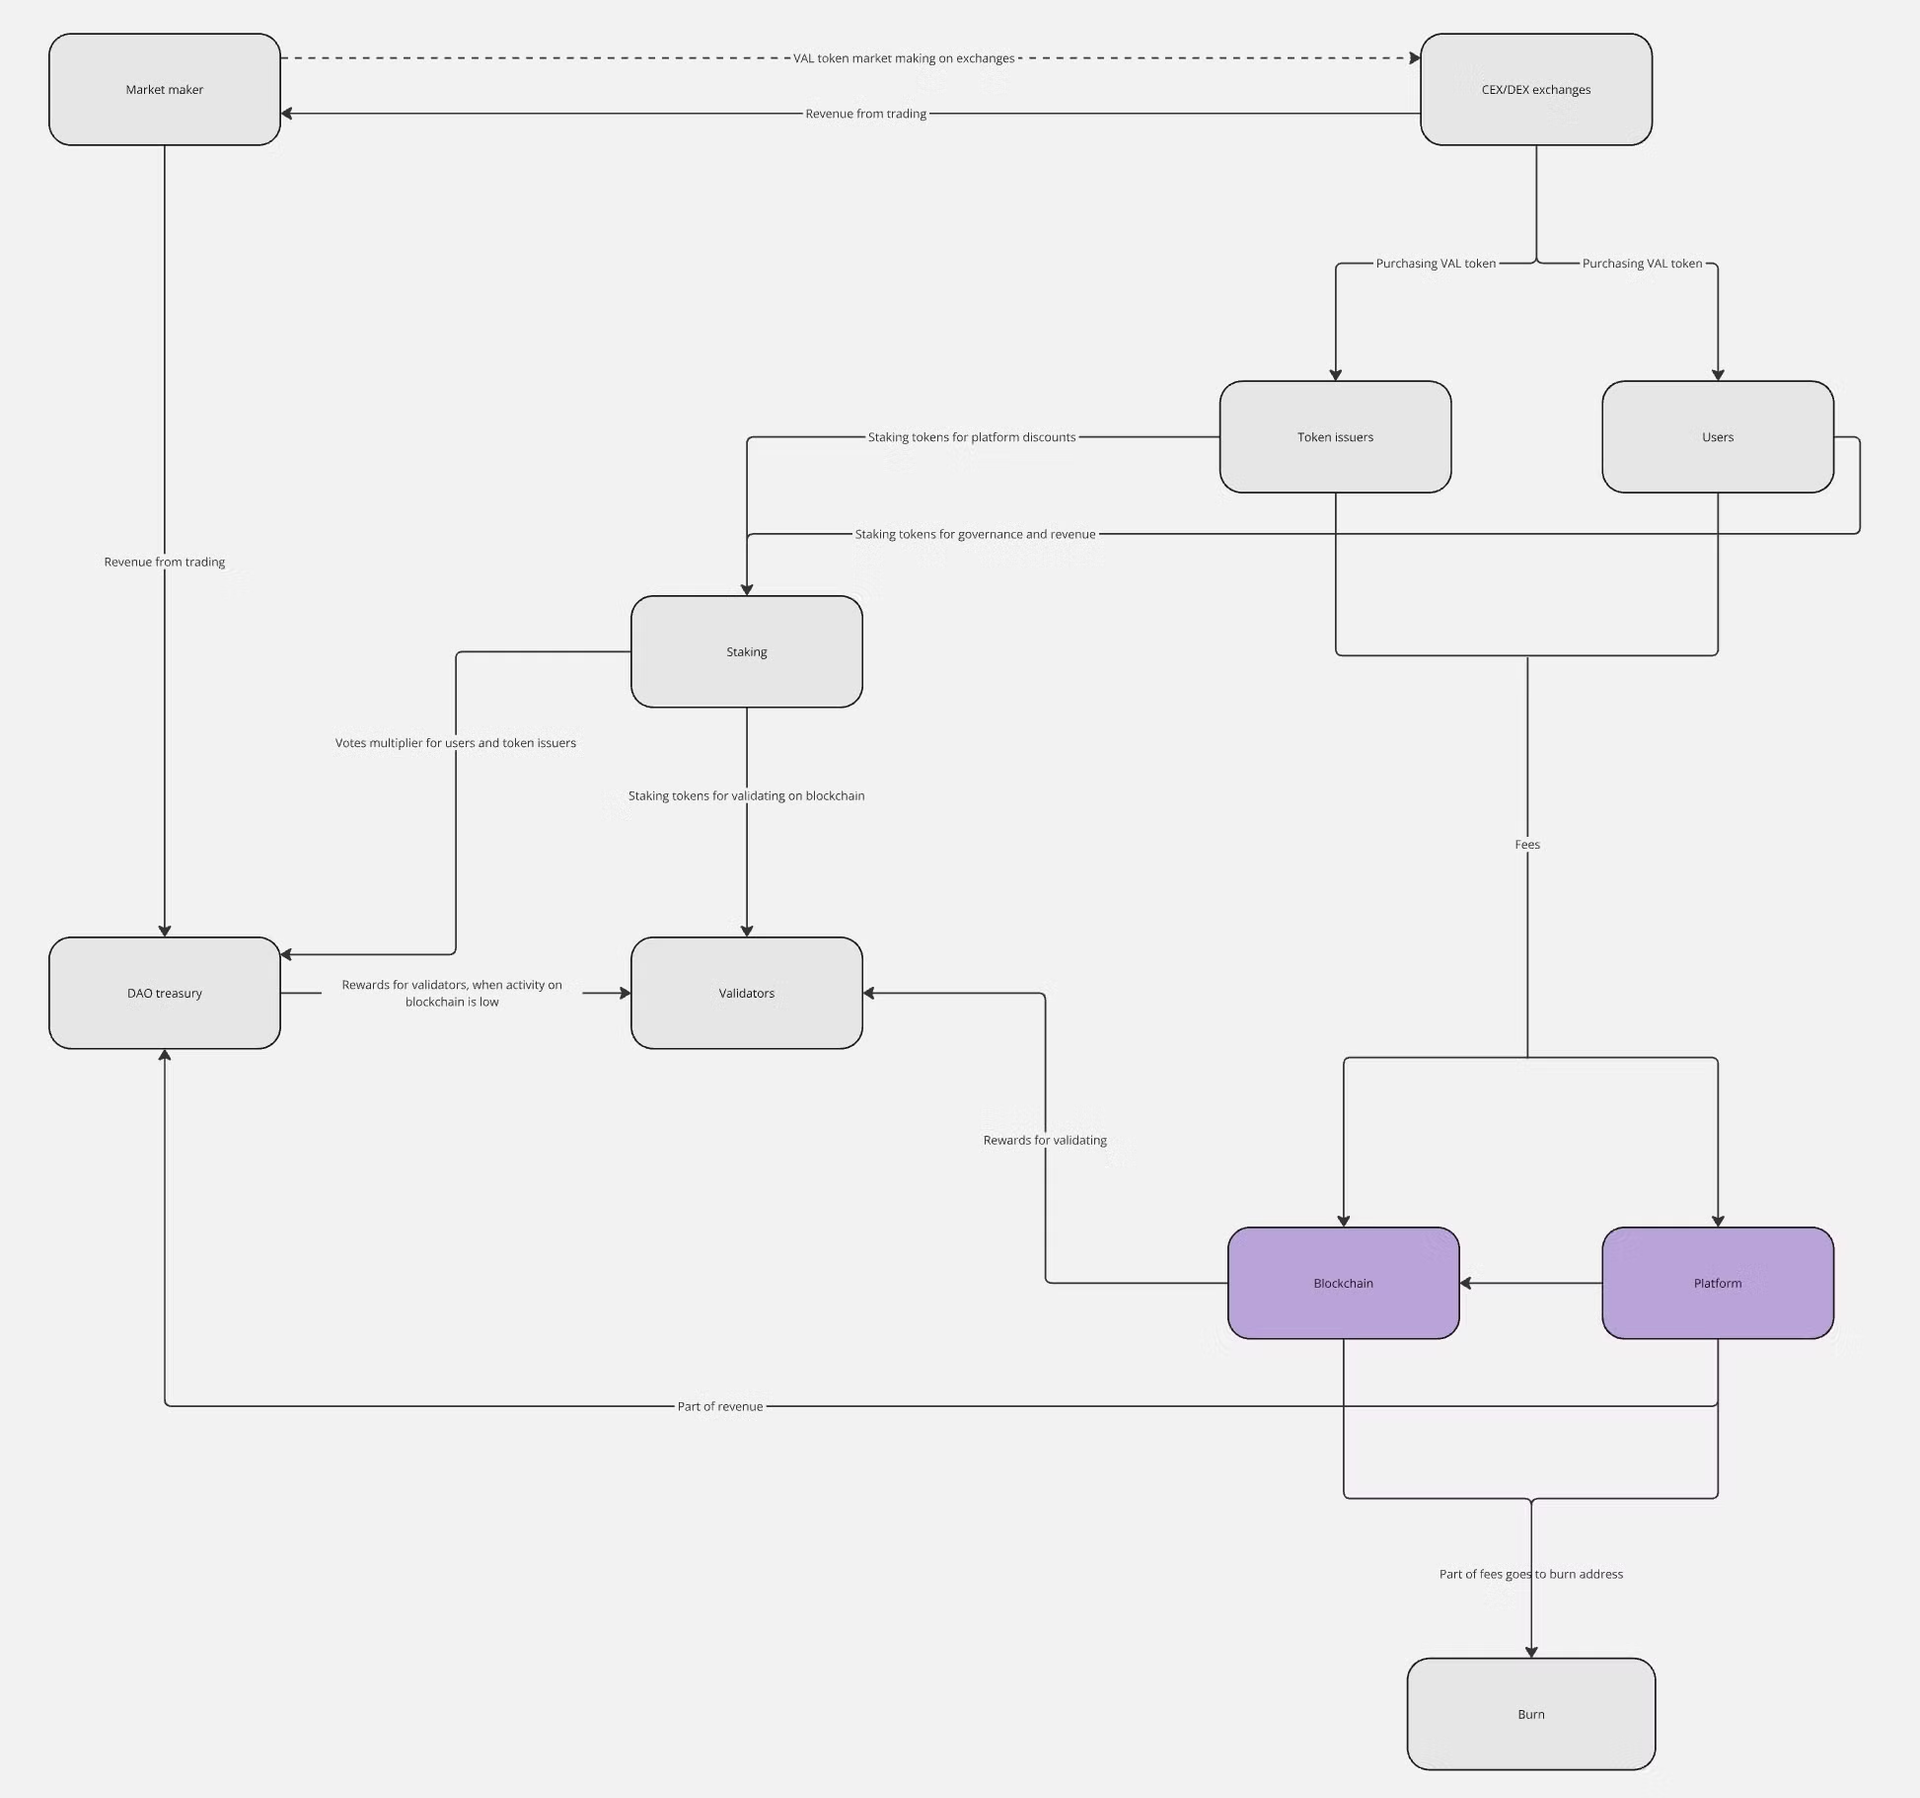 Market maker
VAL token market making on exchanges
CEX/DEX exchanges
Revenue from trading
Purchasing VAL token
Purchasing VAL token
Staking tokens for platform discounts
Token issuers
Users
Staking tokens for governance and revenue
Revenue from trading
Staking
Votes multiplier for users and token issuers
Staking tokens for validating on blockchain
Fees
DAO treasury
Rewards for validators, when activity on
blockchain is low
Validators
Rewards for validating
Blockchain
Platform
Part of revenue
Part of fees goes to burn address
Burn